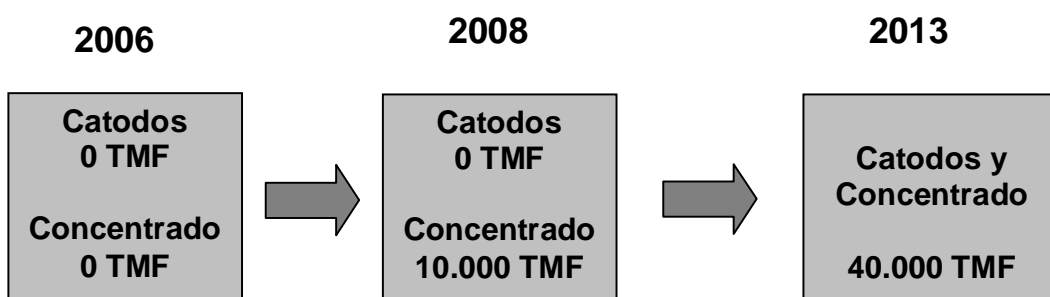 2006
2008
2013
Catodos
0 TMF
Concentrado
0 TMF
Catodos
0 TMF
Concentrado
10.000 TMF
Catodos y
Concentrado
40.000 TMF